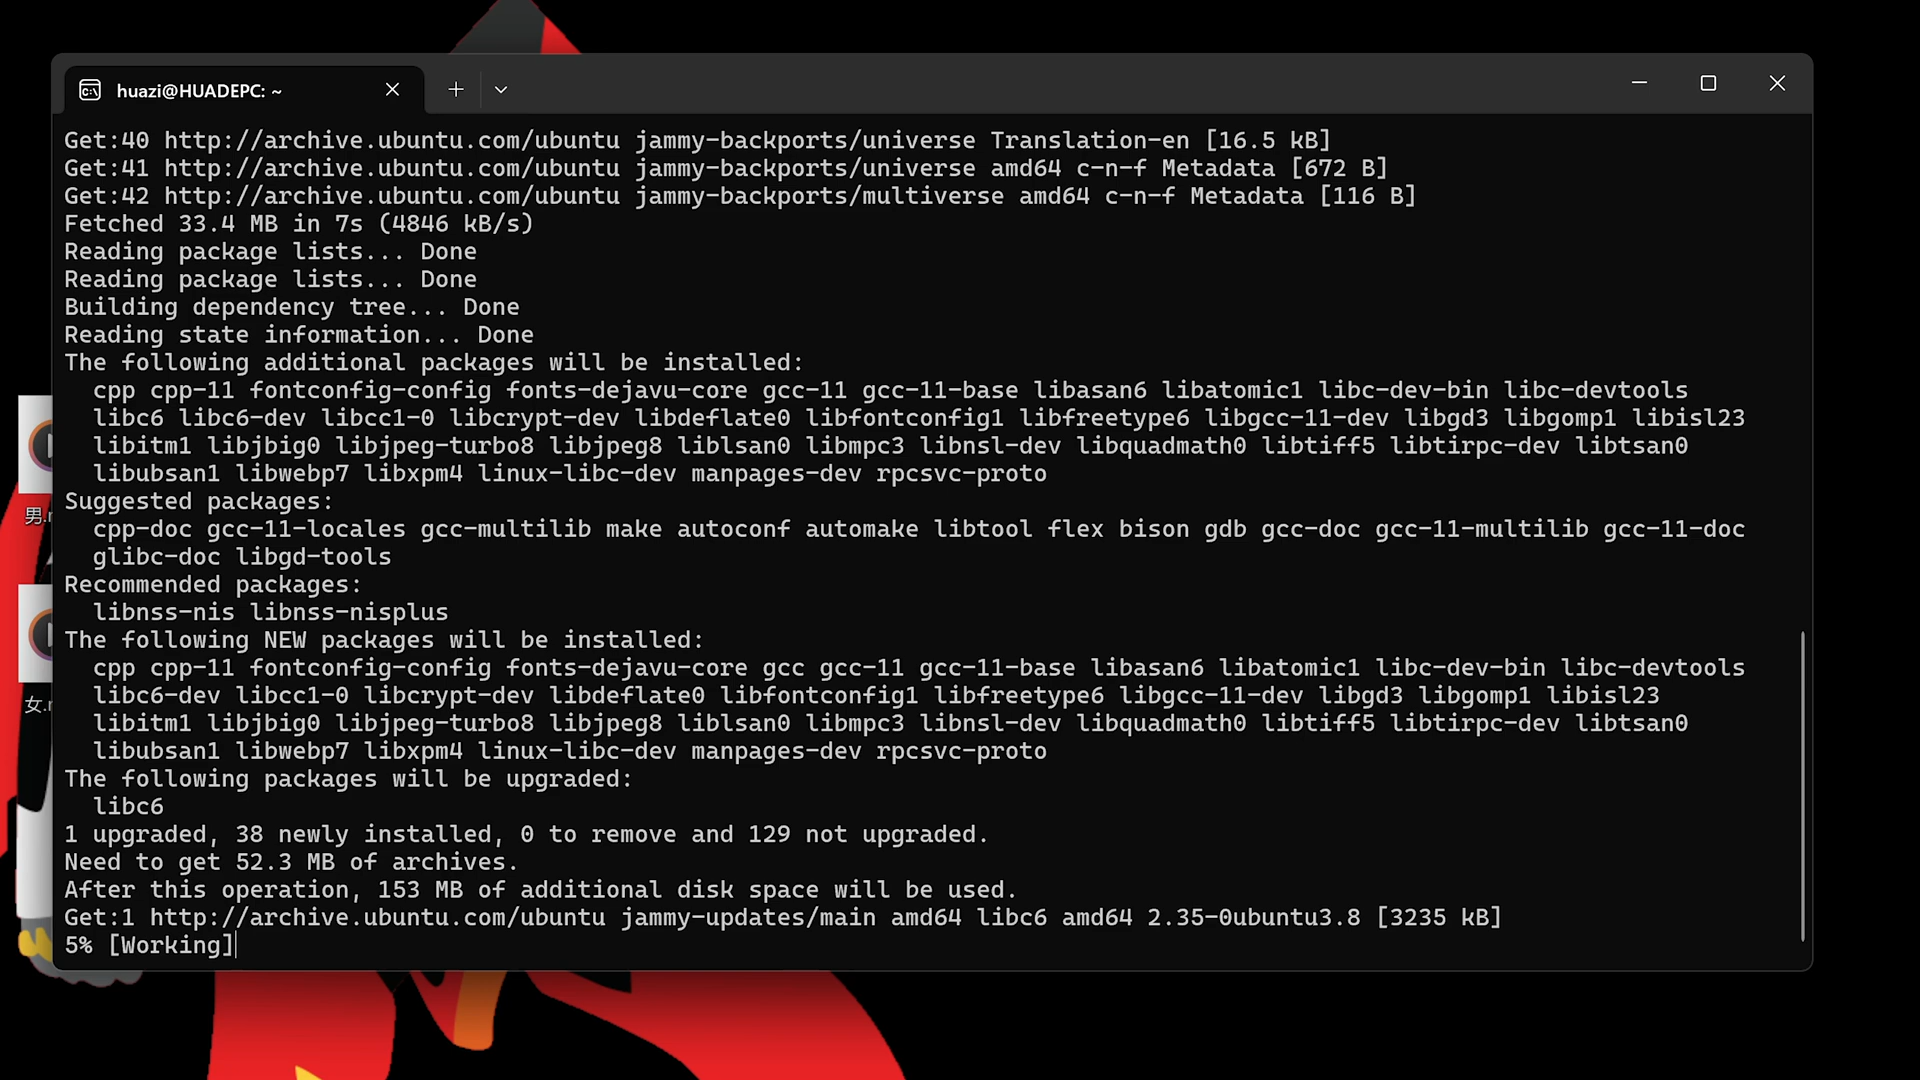 huazi@HUADEPC: ~
Get:40 http://archive.ubuntu.com/ubuntu jammy-backports/universe Translation-en [16.5 kB]
Get:41 http://archive.ubuntu.com/ubuntu jammy-backports/universe amd64 c-n-f Metadata [672 B]
Get:42 http://archive.ubuntu.com/ubuntu jammy-backports/multiverse amd64 c-n-f Metadata [116 B]
Fetched 33.4 MB in 7s (4846 kB/s)
Reading package lists... Done
Reading package lists... Done
Building dependency tree... Done
Reading state information... Done
The following additional packages will be installed:
cpp cpp-11 fontconfig-config fonts-dejavu-core gcc-11 gcc-11-base libasan6 libatomic1 libc-dev-bin libc-devtools
libc6 libc6-dev libcc1-0 libcrypt-dev libdeflate0 libfontconfig1 libfreetype6 libgcc-11-dev libgd3 libgomp1 libisl23
libitm1 libjbig0 libjpeg-turbo8 libjpeg8 liblsan0 libmpc3 libnsl-dev libquadmath0 libtiff5 libtirpc-dev libtsan0
libubsan1 libwebp7 libxpm4 linux-libc-dev manpages-dev rpcsvc-proto
Suggested packages:
cpp-doc gcc-11-locales gcc-multilib make autoconf automake libtool flex bison gdb gcc-doc gcc-11-multilib gcc-11-doc
glibc-doc libgd-tools
Recommended packages:
libnss-nis libnss-nisplus
The following NEW packages will be installed:
cpp cpp-11 fontconfig-config fonts-dejavu-core gcc gcc-11 gcc-11-base libasan6 libatomic1 libc-dev-bin libc-devtools
libc6-dev libcc1-0 libcrypt-dev libdeflate0 libfontconfig1 libfreetype6 libgcc-11-dev libgd3 libgomp1 libisl23
libitm1 libjbig0 libjpeg-turbo8 libjpeg8 liblsan0 libmpc3 libnsl-dev libquadmath0 libtiff5 libtirpc-dev libtsan0
libubsan1 libwebp7 libxpm4 linux-libc-dev manpages-dev rpcsvc-proto
The following packages will be upgraded:
libc6
1 upgraded, 38 newly installed, 0 to remove and 129 not upgraded.
Need to get 52.3 MB of archives.
After this operation, 153 MB of additional disk space will be used.
Get:1 http://archive.ubuntu.com/ubuntu jammy-updates/main amd64 libc6 amd64 2.35-0ubuntu3.8 [3235 kB]
5% [Working]
男.
女.